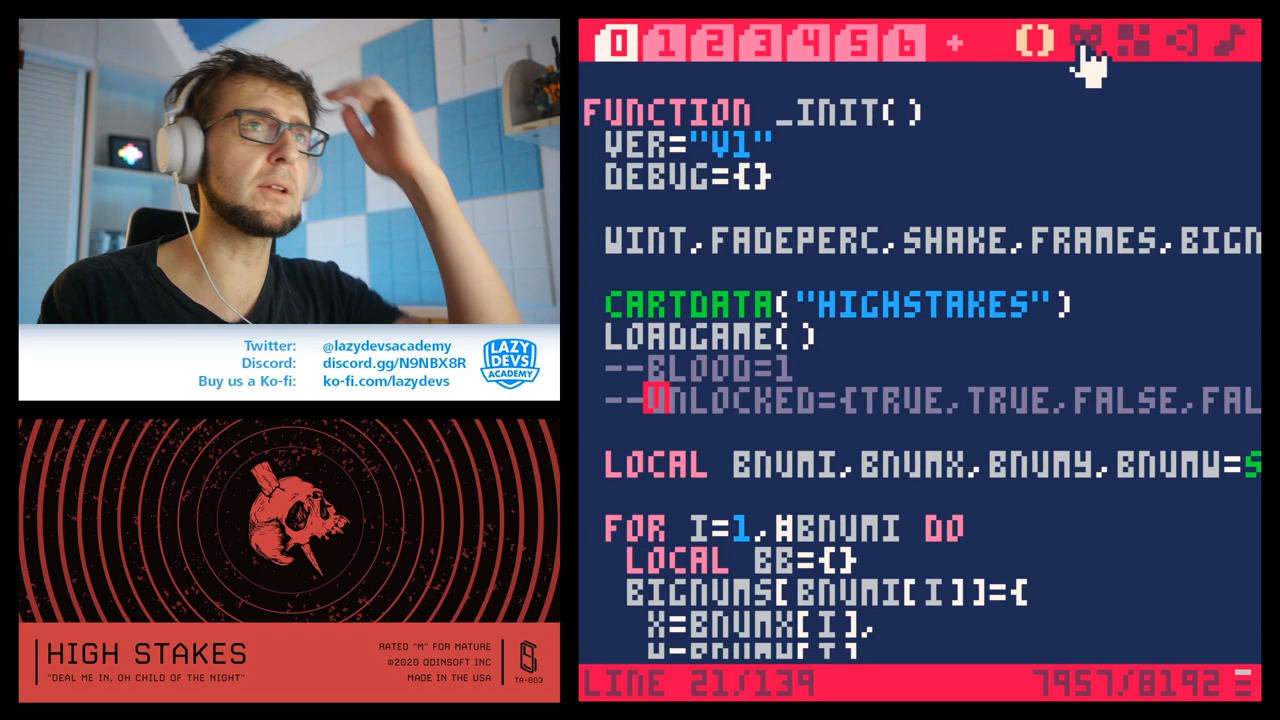 Twitter: @lazydevsacademy
Discord: discord.gg/N9NBX8R
Buy us a Ko-fi: ko-fi.com/lazydevs
LAZY
DEVS
ACADEMY
HIGH STAKES
"DEAL ME IN, OH CHILD OF THE NIGHT"
RATED "M" FOR MATURE
©2020 ODINSOFT INC
MADE IN THE USA
TA-003
0 1 2 3 4 5 6 +
FUNCTION _INIT()
VER="V1"
DEBUG={}
WINT,FADEPERC,SHAKE,FRAMES,BIGN
CARTDATA("HIGHSTAKES")
LOADGAME()
--BLOOD=1
--UNLOCKED={TRUE,TRUE,FALSE,FAL
LOCAL BNUMI,BNUMX,BNUMY,BNUMW=S
FOR I=1,#BNUMI DO
LOCAL BB={}
BIGNUMS[BNUMI[I]]={
X=BNUMX[I],
LINE 21/139
7957/8192